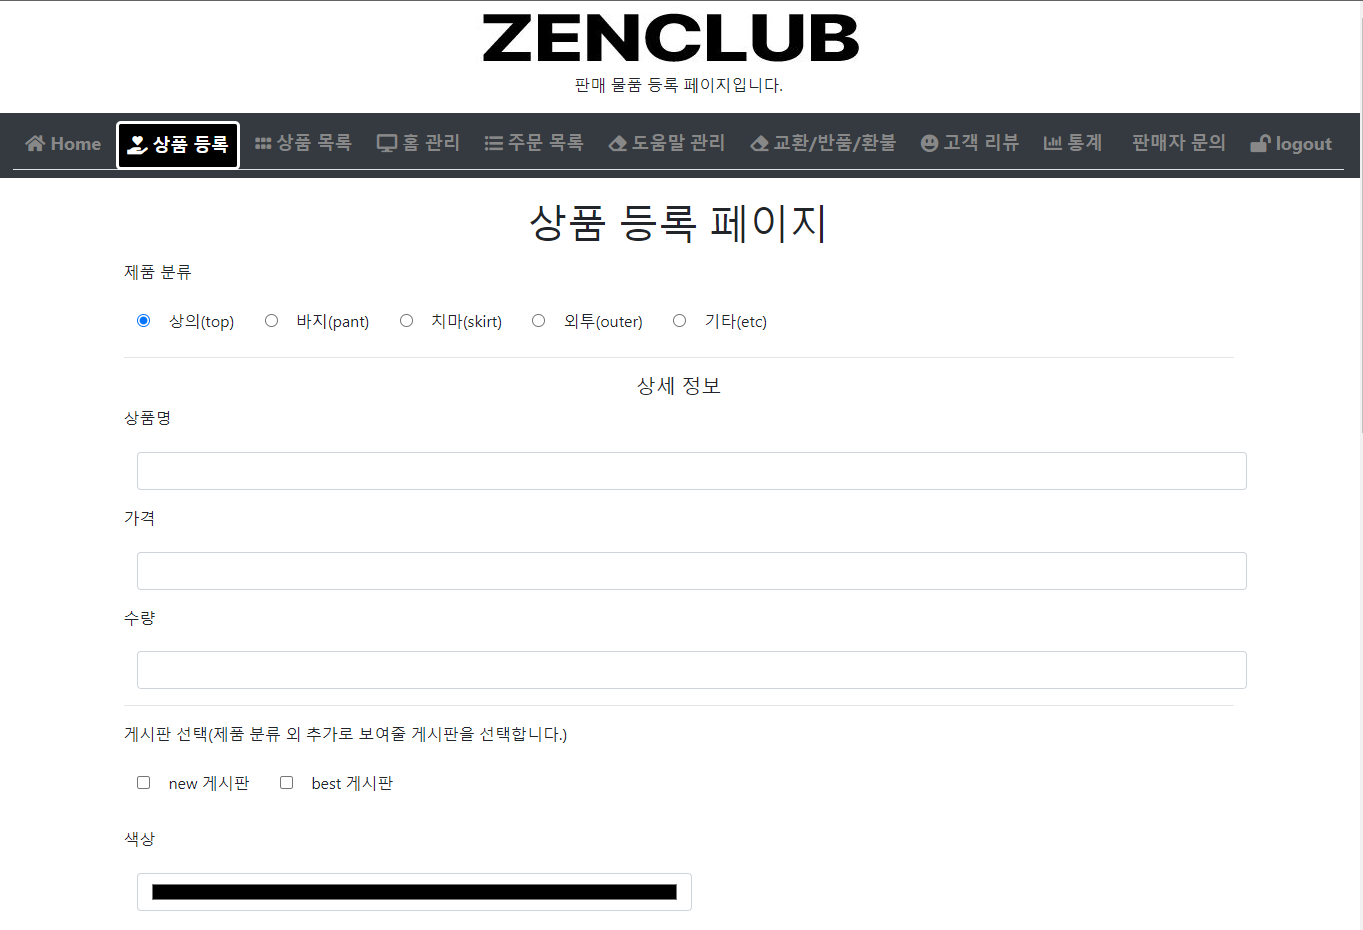 ZENCLUB
판매 물품 등록 페이지입니다.
Home 상품 등록 상품 목록 홈 관리 주문 목록 도움말 관리 교환/반품/환불 고객 리뷰 통계 판매자 문의 logout
상품 등록 페이지
제품 분류
상의(top) 바지(pant) 치마(skirt) 외투(outer) 기타(etc)
상세 정보
상품명
가격
수량
게시판 선택(제품 분류 외 추가로 보여줄 게시판을 선택합니다.)
new 게시판 best 게시판
색상